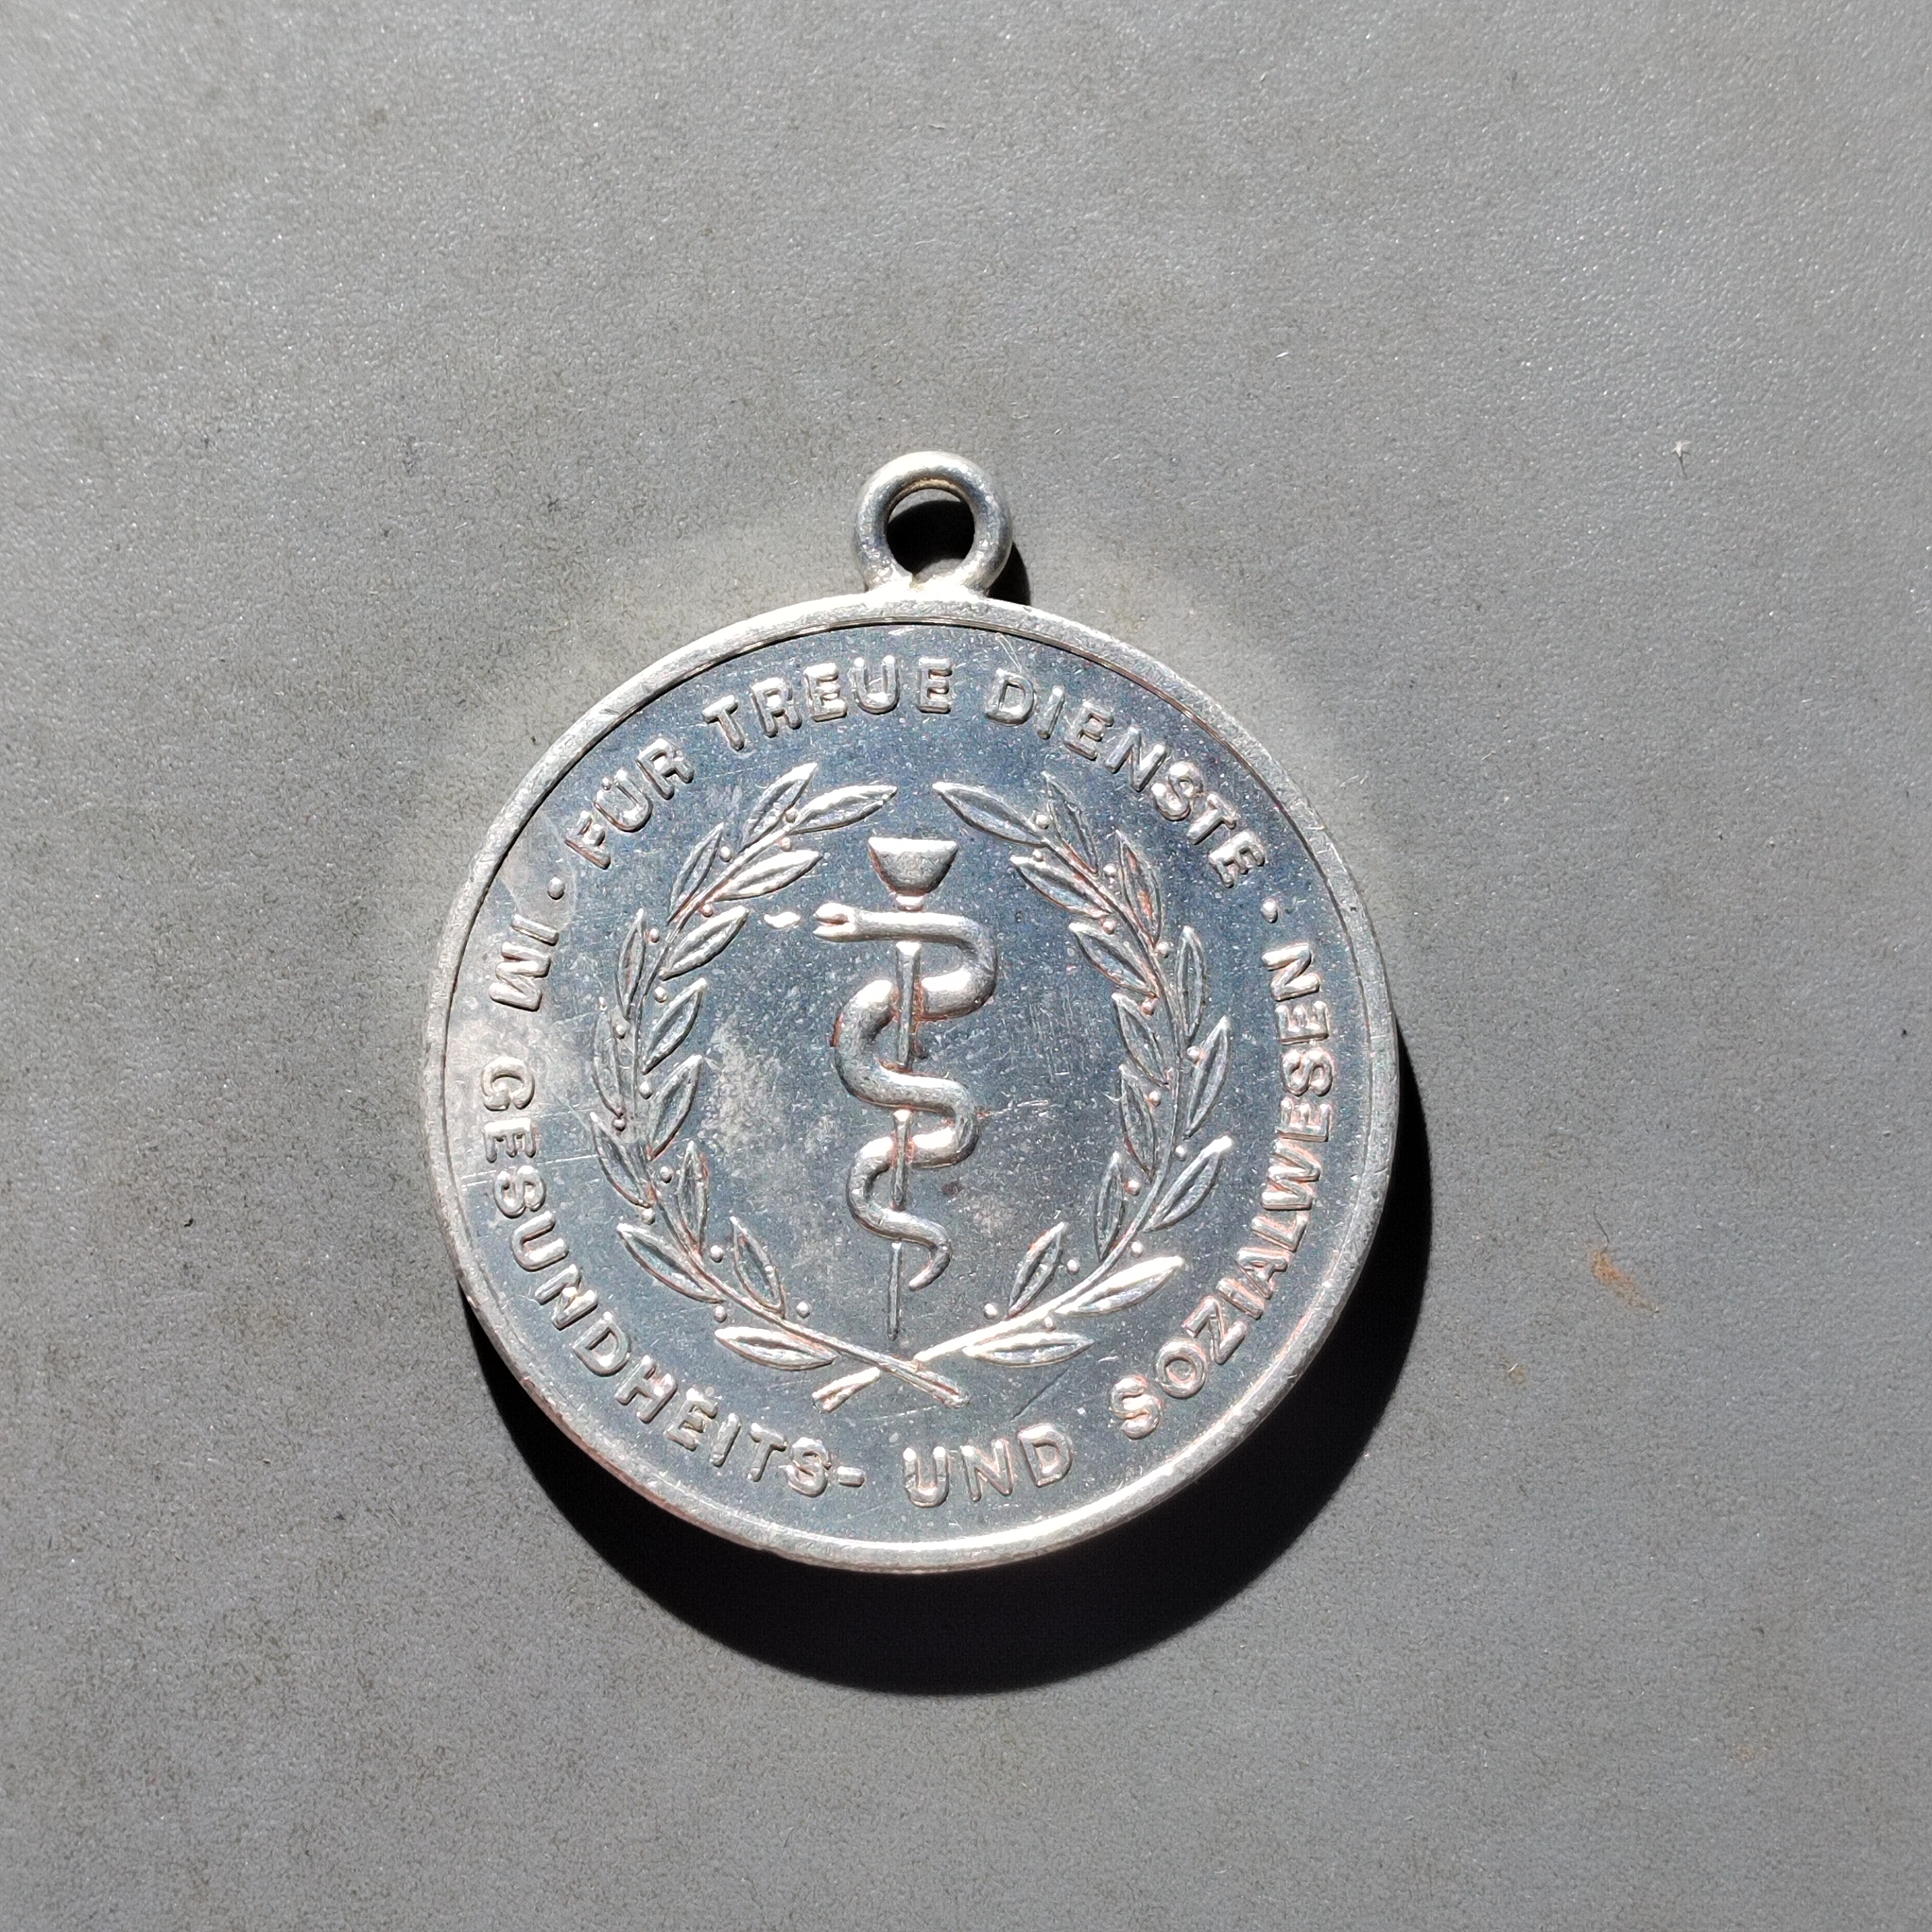 · FÜR TREUE DIENSTE ·
IM GESUNDHEITS- UND SOZIALWESEN